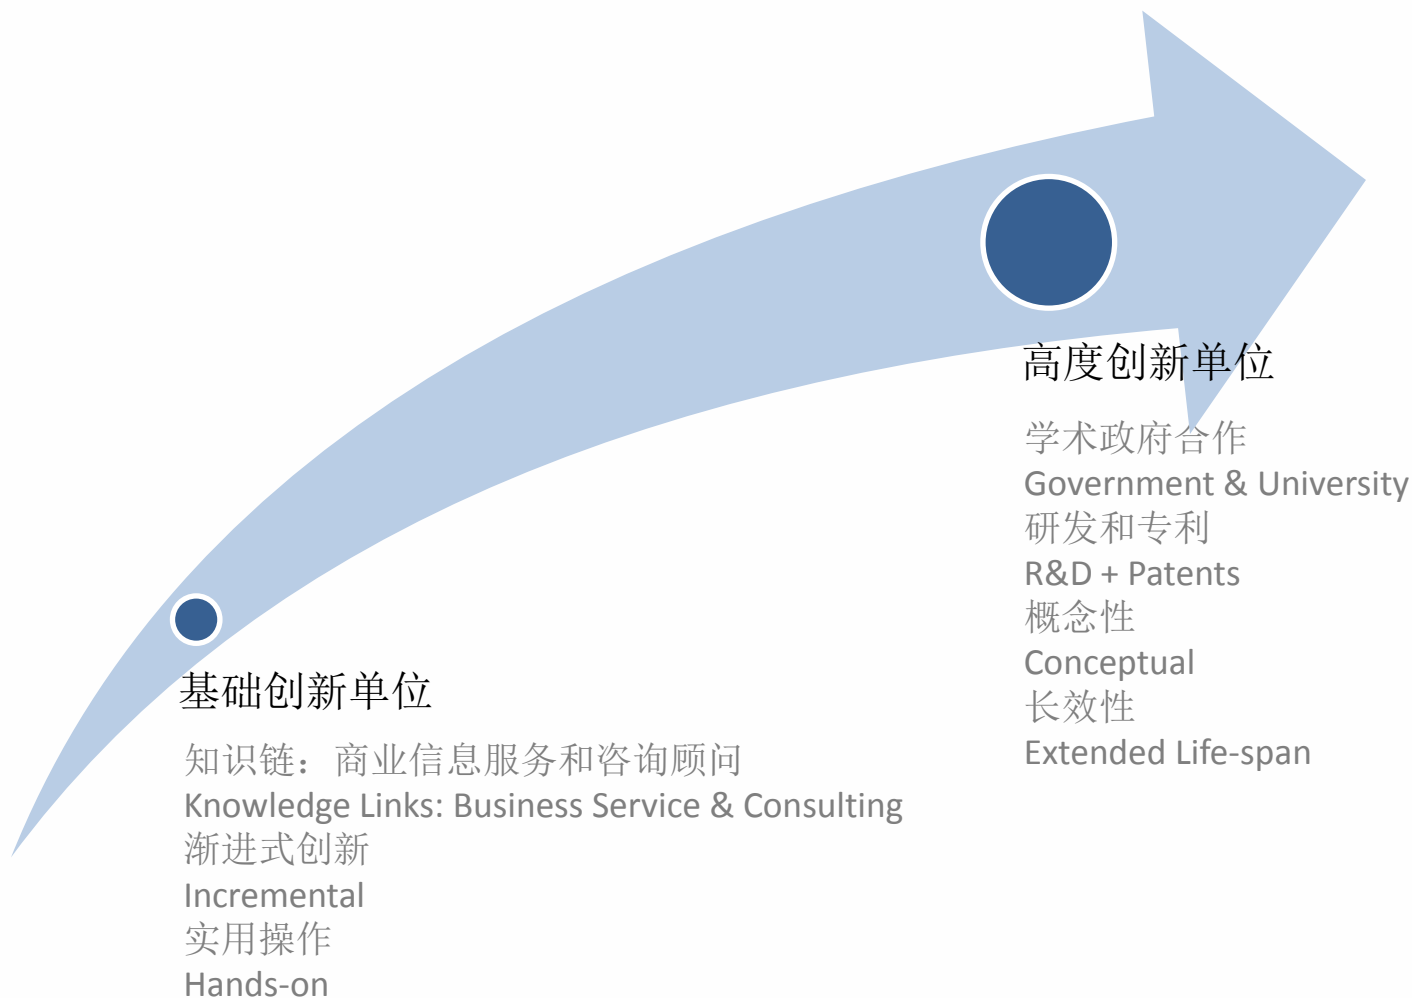 高度创新单位
学术政府合作
Government & University
研发和专利
R&D + Patents
概念性
Conceptual
长效性
Extended Life-span
基础创新单位
知识链：商业信息服务和咨询顾问
Knowledge Links: Business Service & Consulting
渐进式创新
Incremental
实用操作
Hands-on